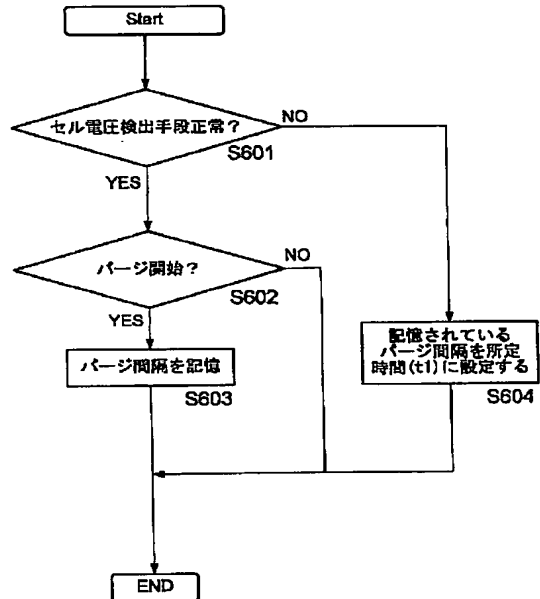 Start
セル電圧検出手段正常？
NO
S601
YES
パージ開始？
NO
S602
YES
パージ間隔を記憶
S603
記憶されている
パージ間隔を所定
時間(t1)に設定する
S604
END